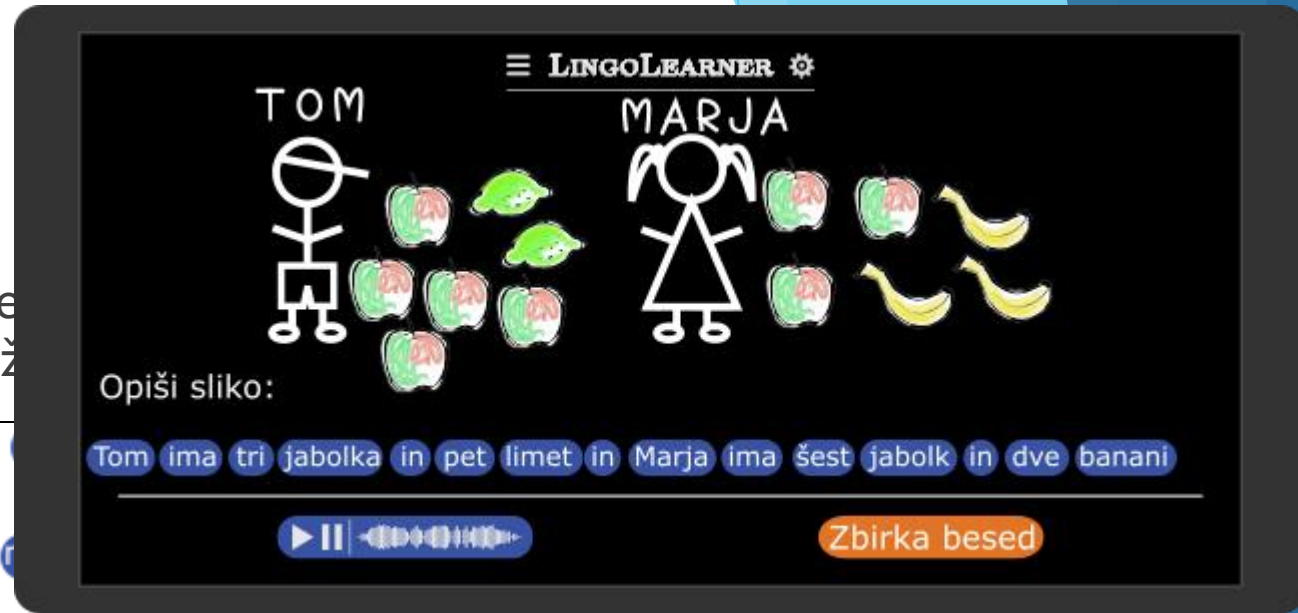 ☰ LINGOLEARNER ⚙
TOM
MARJA
Opiši sliko:
Tom ima tri jabolka in pet limet in Marja ima šest jabolk in dve banani
Zbirka besed